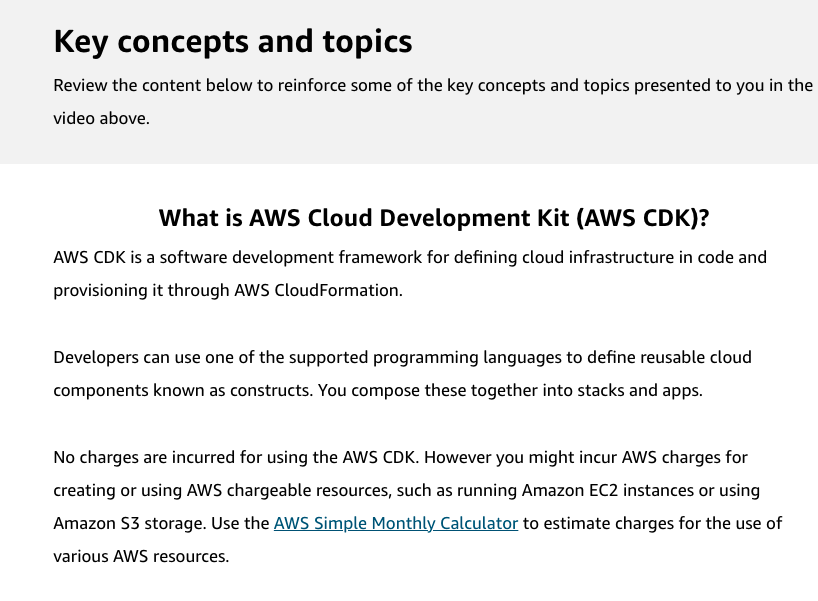 Key concepts and topics
Review the content below to reinforce some of the key concepts and topics presented to you in the
video above.
What is AWS Cloud Development Kit (AWS CDK)?
AWS CDK is a software development framework for defining cloud infrastructure in code and
provisioning it through AWS CloudFormation.
Developers can use one of the supported programming languages to define reusable cloud
components known as constructs. You compose these together into stacks and apps.
No charges are incurred for using the AWS CDK. However you might incur AWS charges for
creating or using AWS chargeable resources, such as running Amazon EC2 instances or using
Amazon S3 storage. Use the AWS Simple Monthly Calculator to estimate charges for the use of
various AWS resources.